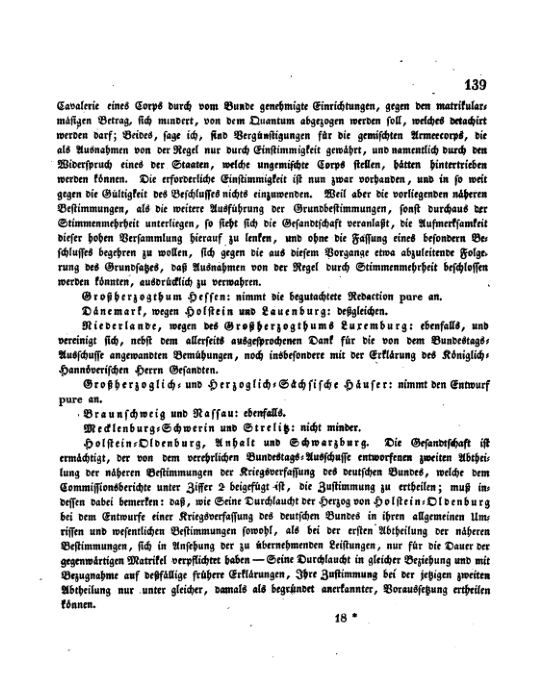 139
Cavalerie eines Corps durch vom Bunde genehmigte Einrichtungen, gegen den matrikular-
mäsigen Betrag, sich mindert, von dem Quantum abgezogen werden soll, welches detachirt
werden darf; Beides, sage ich, sind Vergünstigungen für die gemischten Armeecorps, die
als Ausnahmen von der Regel nur durch Einstimmigkeit gewährt, und namentlich durch den
Widerspruch eines der Staaten, welche ungemischte Corps stellen, hätten hintertrieben
werden können. Die erforderliche Einstimmigkeit ist nun zwar vorhanden, und in so weit
gegen die Gültigkeit des Beschlusses nichts einzuwenden. Weil aber die vorliegenden näheren
Bestimmungen, als die weitere Ausführung der Grundbestimmungen, sonst durchaus der
Stimmenmehrheit unterliegen, so sieht sich die Gesandtschaft veranlaßt, die Aufmerksamkeit
dieser hohen Versammlung hierauf zu lenken, und ohne die Fassung eines besondern Be-
schlusses begehren zu wollen, sich gegen die aus diesem Vorgange etwa abzuleitende Folge-
rung des Grundsatzes, daß Ausnahmen von der Regel durch Stimmenmehrheit beschlossen
werden könnten, ausdrücklich zu verwahren.
Großherzogthum Hessen: nimmt die begutachtete Redaction pure an.
Dänemark, wegen Holstein und Lauenburg: deßgleichen.
Niederlande, wegen des Großherzogthums Luxemburg: ebenfalls, und
vereinigt sich, nebst dem allerseits ausgesprochenen Dank für die von dem Bundestags-
Ausschusse angewandten Bemühungen, noch insbesondere mit der Erklärung des Königlich-
Hannöverischen Herrn Gesandten.
Großherzoglich- und Herzoglich-Sächsische Häuser: nimmt den Entwurf
pure an.
Braunschweig und Nassau: ebenfalls.
Mecklenburg-Schwerin und Strelitz: nicht minder.
Holstein-Oldenburg, Anhalt und Schwarzburg. Die Gesandtschaft ist
ermächtigt, der von dem verehrlichen Bundestags-Ausschusse entworfenen zweiten Abthei-
lung der näheren Bestimmungen der Kriegsverfassung des deutschen Bundes, welche dem
Commissionsberichte unter Ziffer 2 beigefügt ist, die Zustimmung zu ertheilen; muß in-
dessen dabei bemerken: daß, wie Seine Durchlaucht der Herzog von Holstein-Oldenburg
bei dem Entwurfe einer Kriegsverfassung des deutschen Bundes in ihren allgemeinen Um-
rissen und wesentlichen Bestimmungen sowohl, als bei der ersten Abtheilung der näheren
Bestimmungen, sich in Ansehung der zu übernehmenden Leistungen, nur für die Dauer der
gegenwärtigen Matrikel verpflichtet haben — Seine Durchlaucht in gleicher Beziehung und mit
Bezugnahme auf deßfällige frühere Erklärungen, Ihre Zustimmung bei der jetzigen zweiten
Abtheilung nur unter gleicher, damals als begründet anerkannter, Voraussetzung ertheilen
können.
18 *